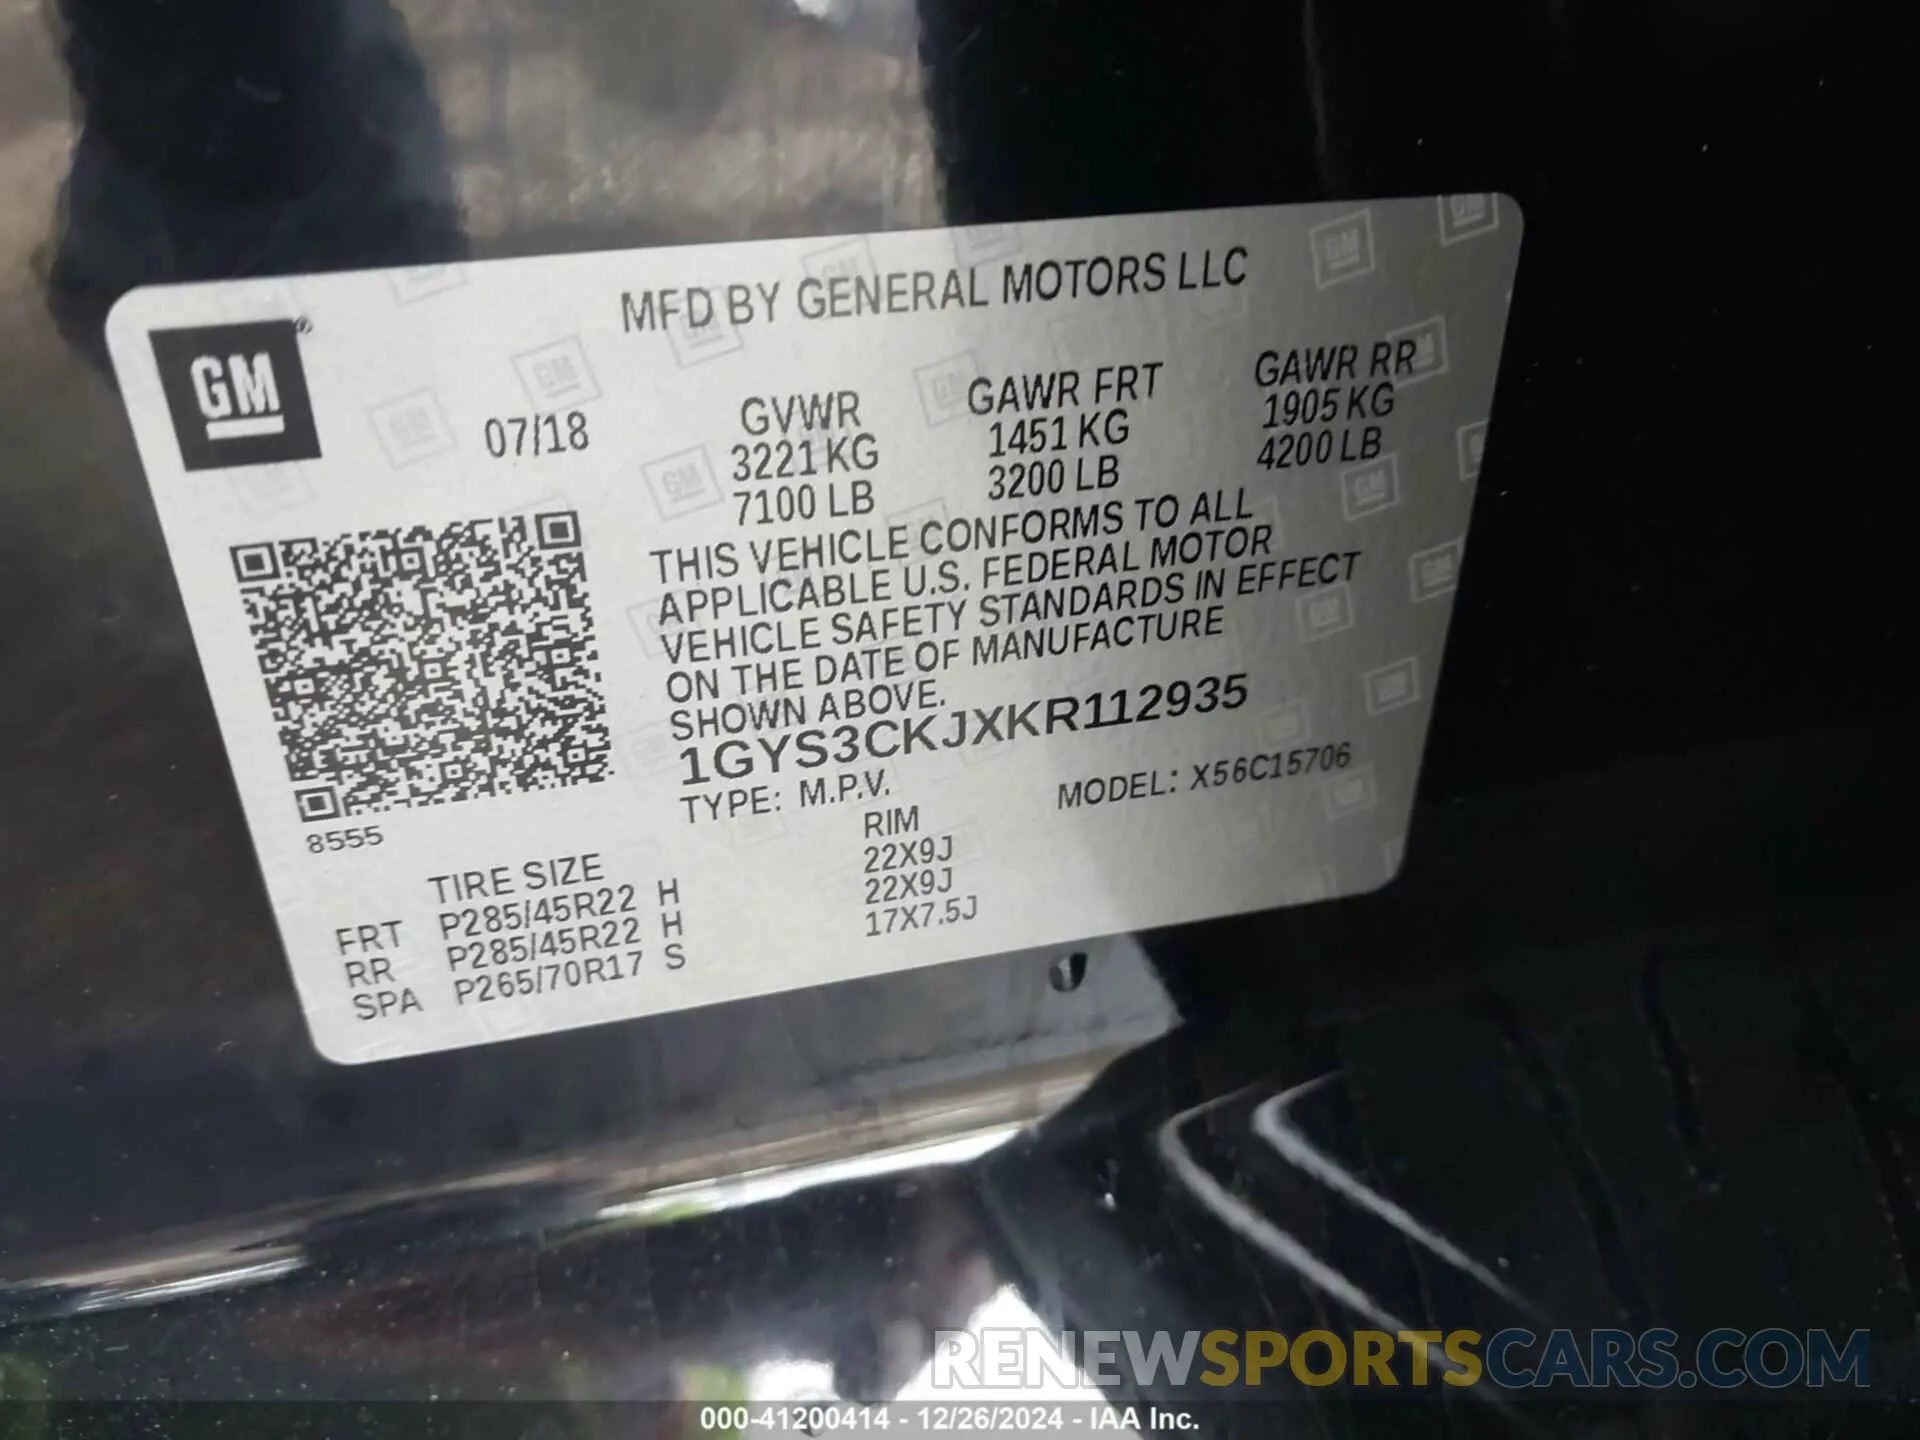 MFD BY GENERAL MOTORS LLC
GM®
07/18
GVWR GAWR FRT GAWR RR
3221 KG 1451 KG 1905 KG
7100 LB 3200 LB 4200 LB
THIS VEHICLE CONFORMS TO ALL
APPLICABLE U.S. FEDERAL MOTOR
VEHICLE SAFETY STANDARDS IN EFFECT
ON THE DATE OF MANUFACTURE
SHOWN ABOVE.
1GYS3CKJXKR112935
TYPE: M.P.V. MODEL: X56C15706
8555
TIRE SIZE RIM
FRT P285/45R22 H 22X9J
RR P285/45R22 H 22X9J
SPA P265/70R17 S 17X7.5J
RENEWSPORTSCARS.COM
000-41200414 - 12/26/2024 - IAA Inc.